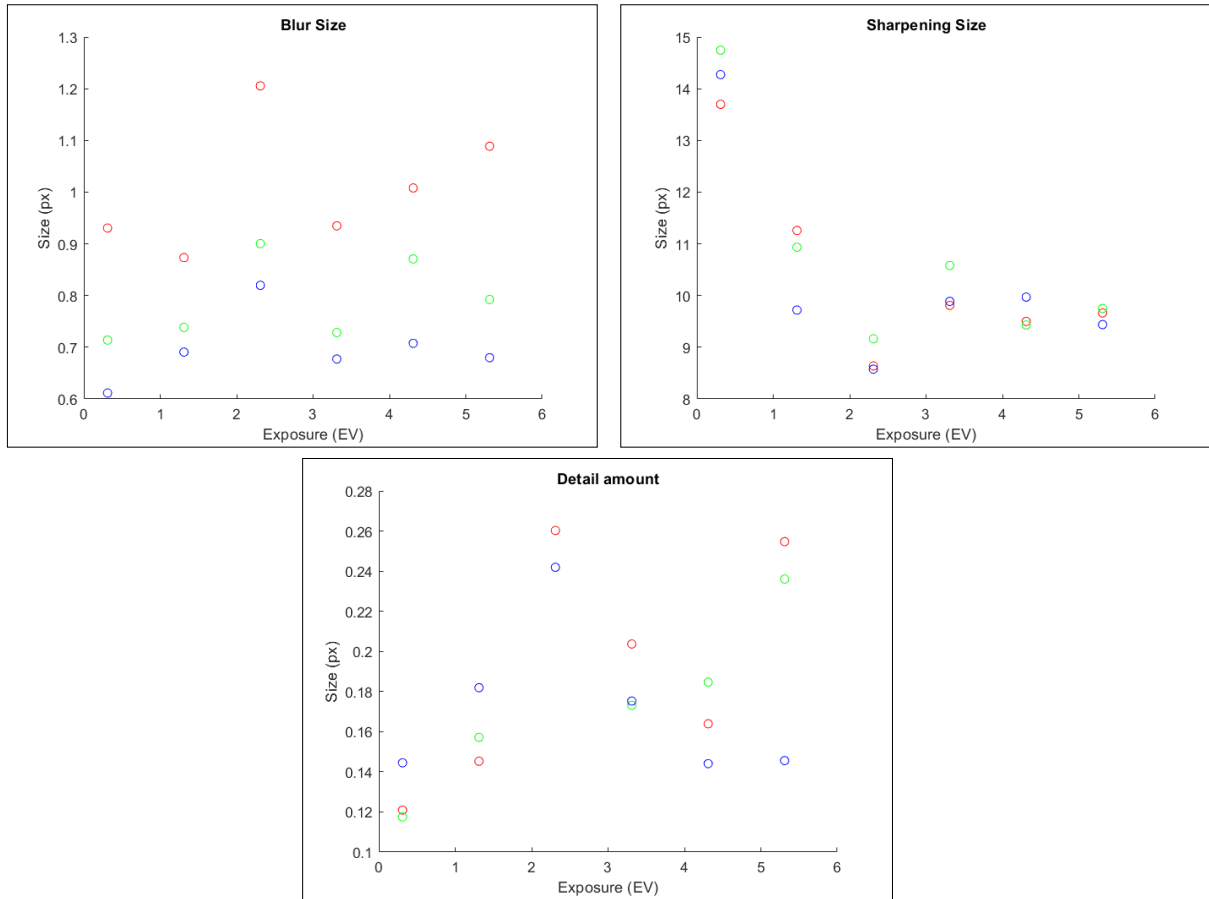 Blur Size
1.3
1.2
1.1
1
0.9
0.8
0.7
0.6
Size (px)
0 1 2 3 4 5 6
Exposure (EV)
Sharpening Size
15
14
13
12
11
10
9
8
Size (px)
0 1 2 3 4 5 6
Exposure (EV)
Detail amount
0.28
0.26
0.24
0.22
0.2
0.18
0.16
0.14
0.12
0.1
Size (px)
0 1 2 3 4 5 6
Exposure (EV)